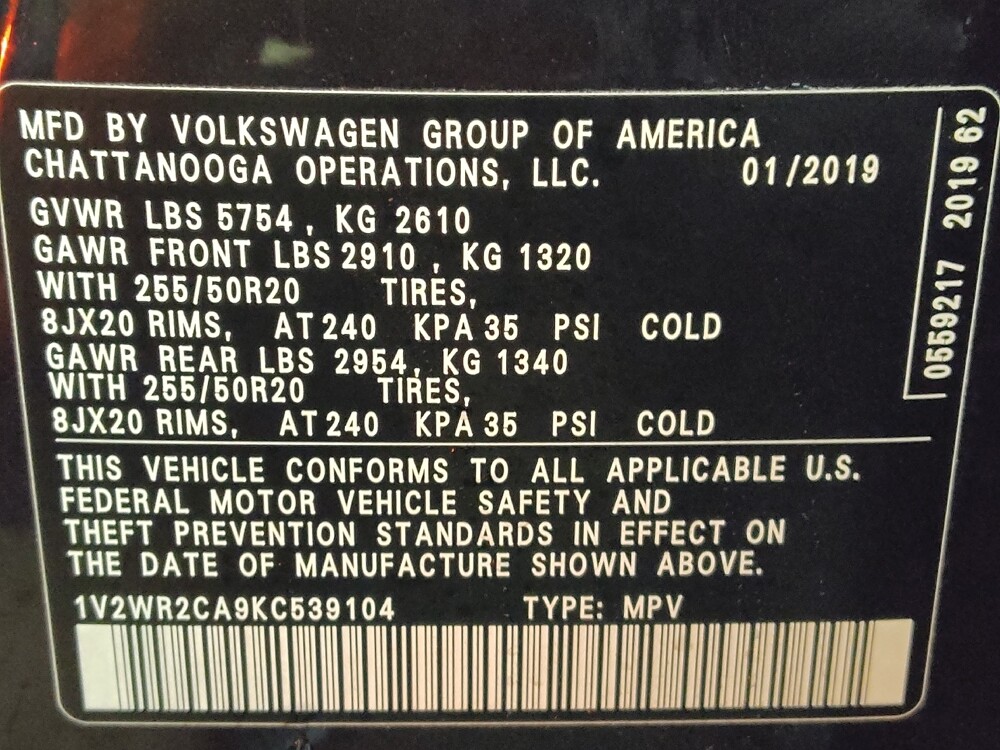 MFD BY VOLKSWAGEN GROUP OF AMERICA
CHATTANOOGA OPERATIONS, LLC. 01/2019
GVWR LBS 5754, KG 2610
GAWR FRONT LBS 2910, KG 1320
WITH 255/50R20 TIRES,
8JX20 RIMS, AT 240 KPA 35 PSI COLD
GAWR REAR LBS 2954, KG 1340
WITH 255/50R20 TIRES,
8JX20 RIMS, AT 240 KPA 35 PSI COLD
THIS VEHICLE CONFORMS TO ALL APPLICABLE U.S.
FEDERAL MOTOR VEHICLE SAFETY AND
THEFT PREVENTION STANDARDS IN EFFECT ON
THE DATE OF MANUFACTURE SHOWN ABOVE.
1V2WR2CA9KC539104 TYPE: MPV
0559217 2019 62